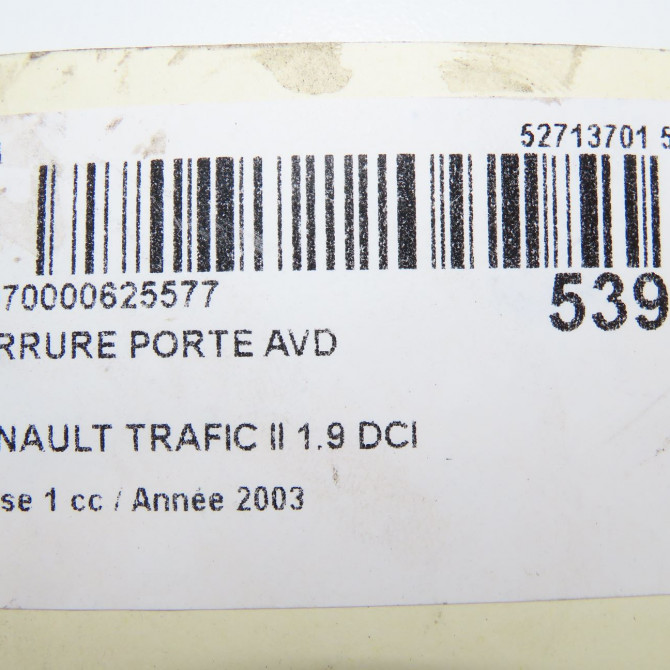 52713701 5
70000625577
539
RRURE PORTE AVD
NAULT TRAFIC II 1.9 DCI
se 1 cc / Année 2003